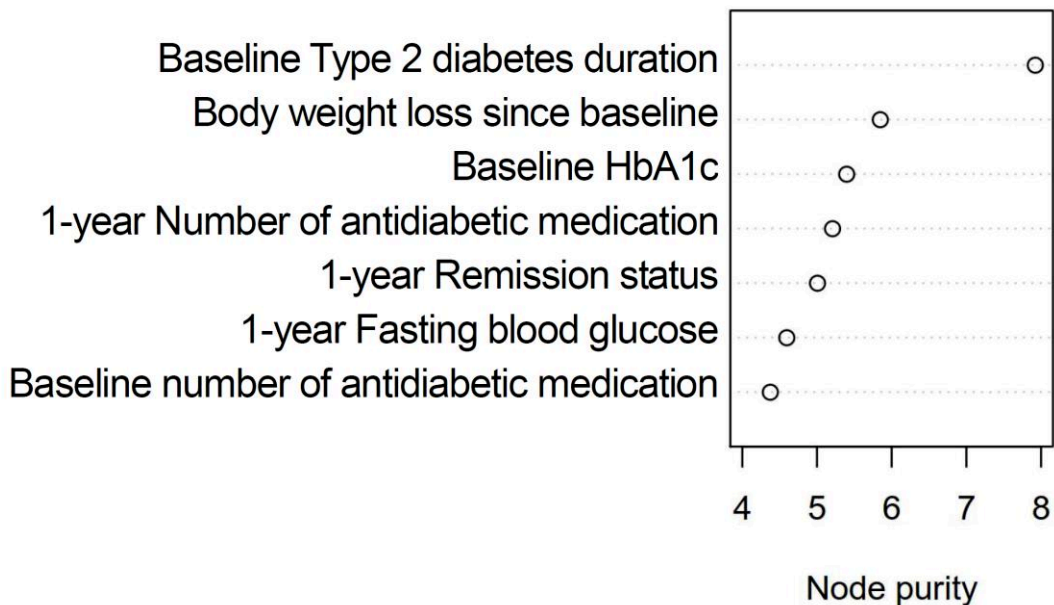 Baseline Type 2 diabetes duration
Body weight loss since baseline
Baseline HbA1c
1-year Number of antidiabetic medication
1-year Remission status
1-year Fasting blood glucose
Baseline number of antidiabetic medication
4 5 6 7 8
Node purity